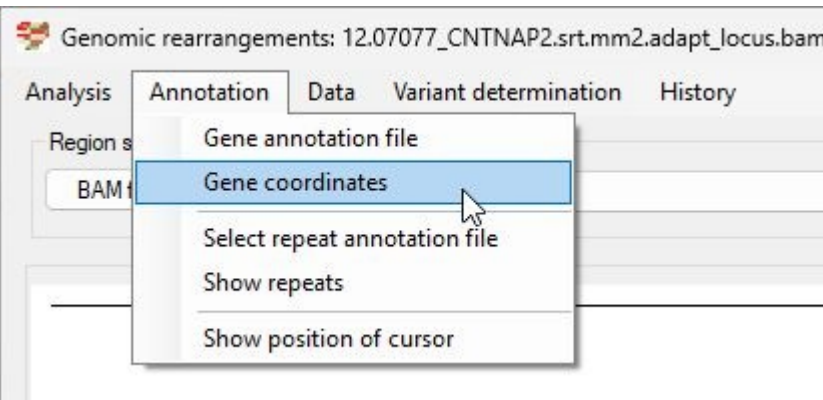 Genomic rearrangements: 12.07077_CNTNAP2.srt.mm2.adapt_locus.bam
Analysis Annotation Data Variant determination History
Region s
Gene annotation file
BAM f
Gene coordinates
Select repeat annotation file
Show repeats
Show position of cursor